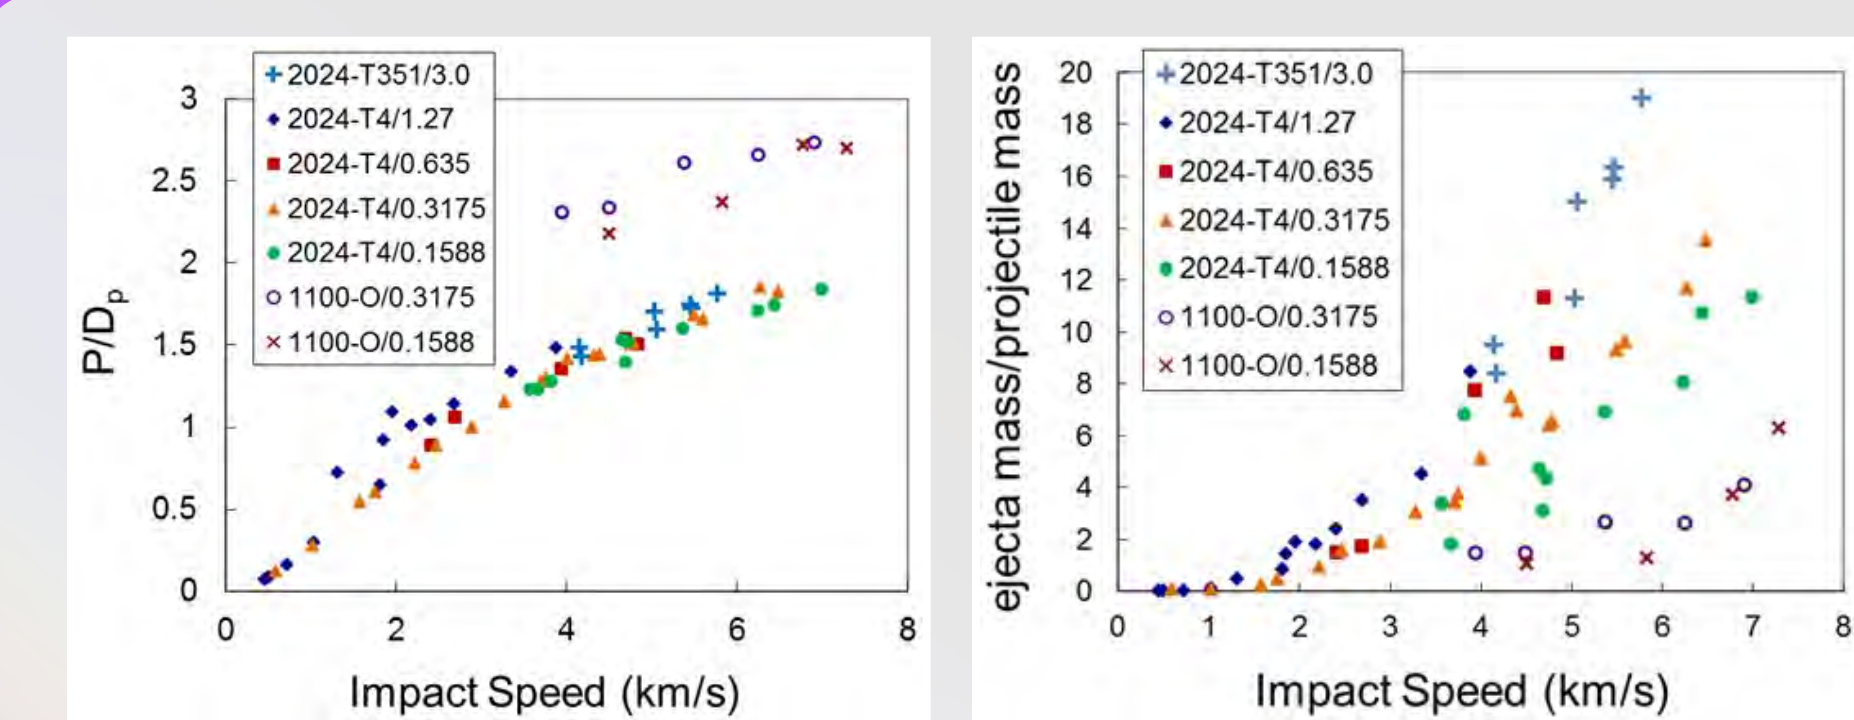 2024-T351/3.0
2024-T4/1.27
2024-T4/0.635
2024-T4/0.3175
2024-T4/0.1588
1100-O/0.3175
1100-O/0.1588
P/Dp
3
2.5
2
1.5
1
0.5
0
0 2 4 6 8
Impact Speed (km/s)
2024-T351/3.0
2024-T4/1.27
2024-T4/0.635
2024-T4/0.3175
2024-T4/0.1588
1100-O/0.3175
1100-O/0.1588
ejecta mass/projectile mass
20
18
16
14
12
10
8
6
4
2
0
0 1 2 3 4 5 6 7 8
Impact Speed (km/s)